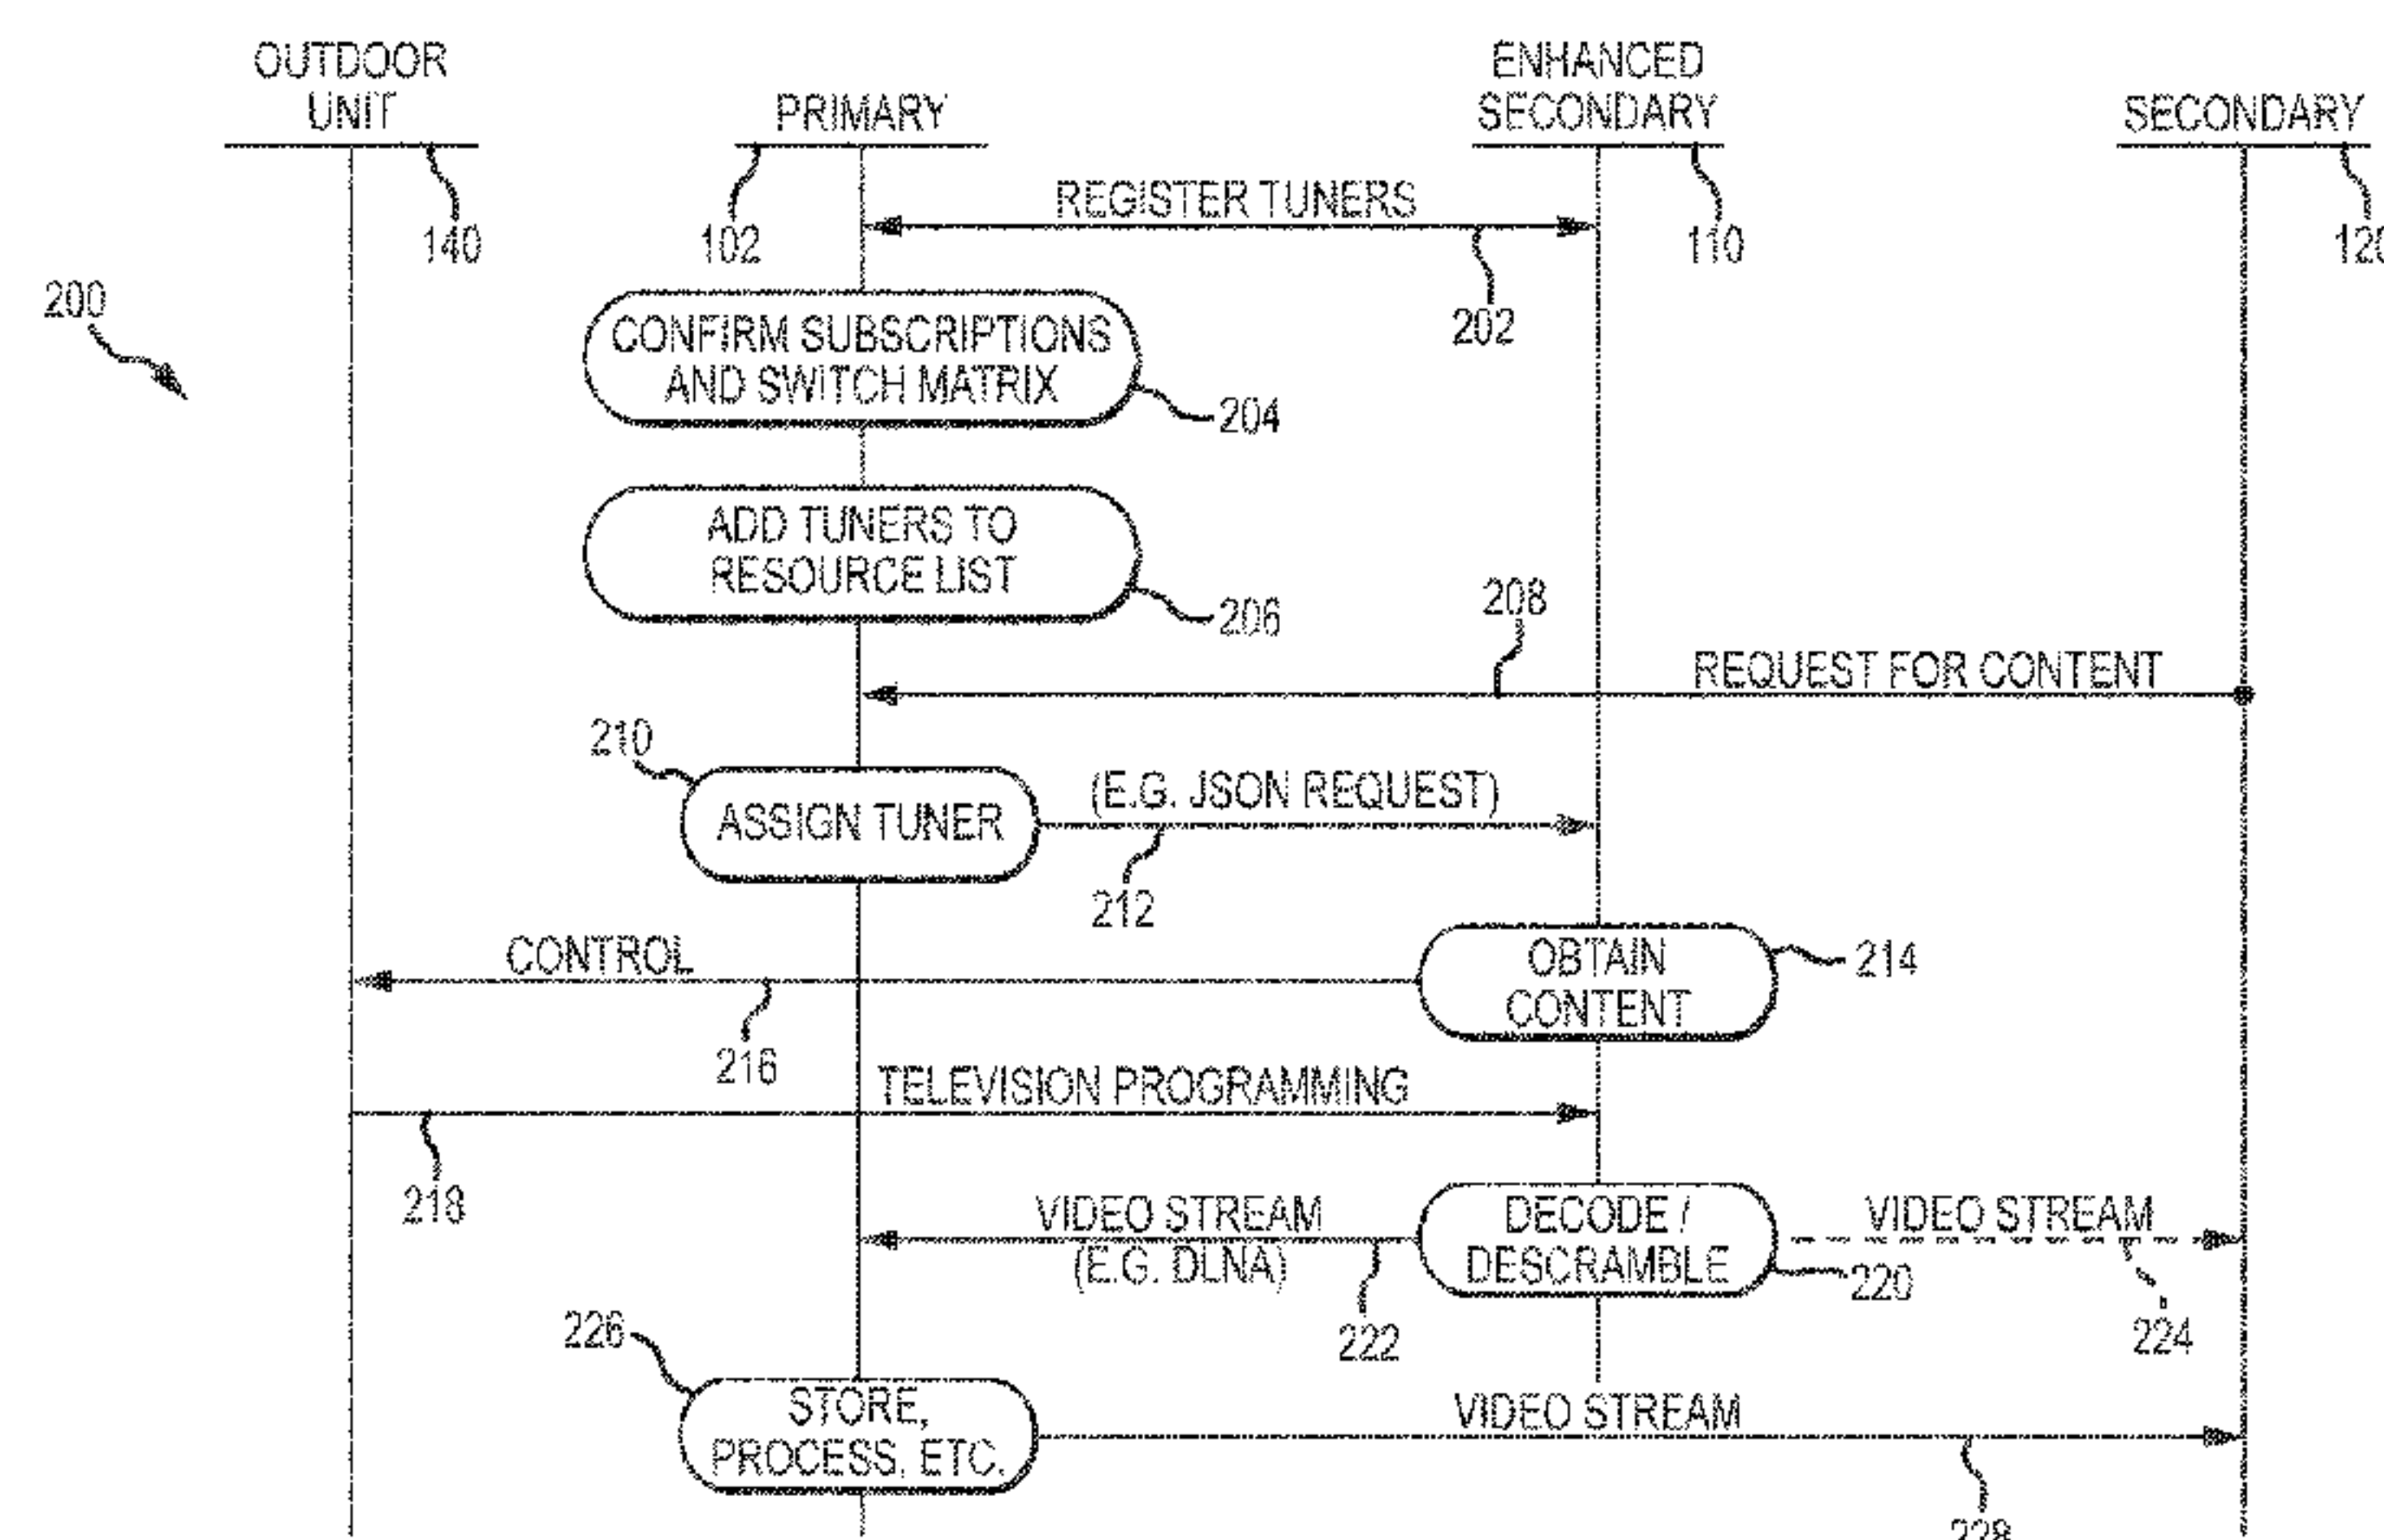 OUTDOOR
UNIT
PRIMARY
ENHANCED
SECONDARY
SECONDARY
140
102
REGISTER TUNERS
110
120
200
202
CONFIRM SUBSCRIPTIONS
AND SWITCH MATRIX
204
ADD TUNERS TO
RESOURCE LIST
206
208
REQUEST FOR CONTENT
210
ASSIGN TUNER
(E.G. JSON REQUEST)
212
CONTROL
OBTAIN
CONTENT
214
216
TELEVISION PROGRAMMING
218
VIDEO STREAM
(E.G. DLNA)
DECODE /
DESCRAMBLE
VIDEO STREAM
220
222
224
226
STORE,
PROCESS, ETC.
VIDEO STREAM
228